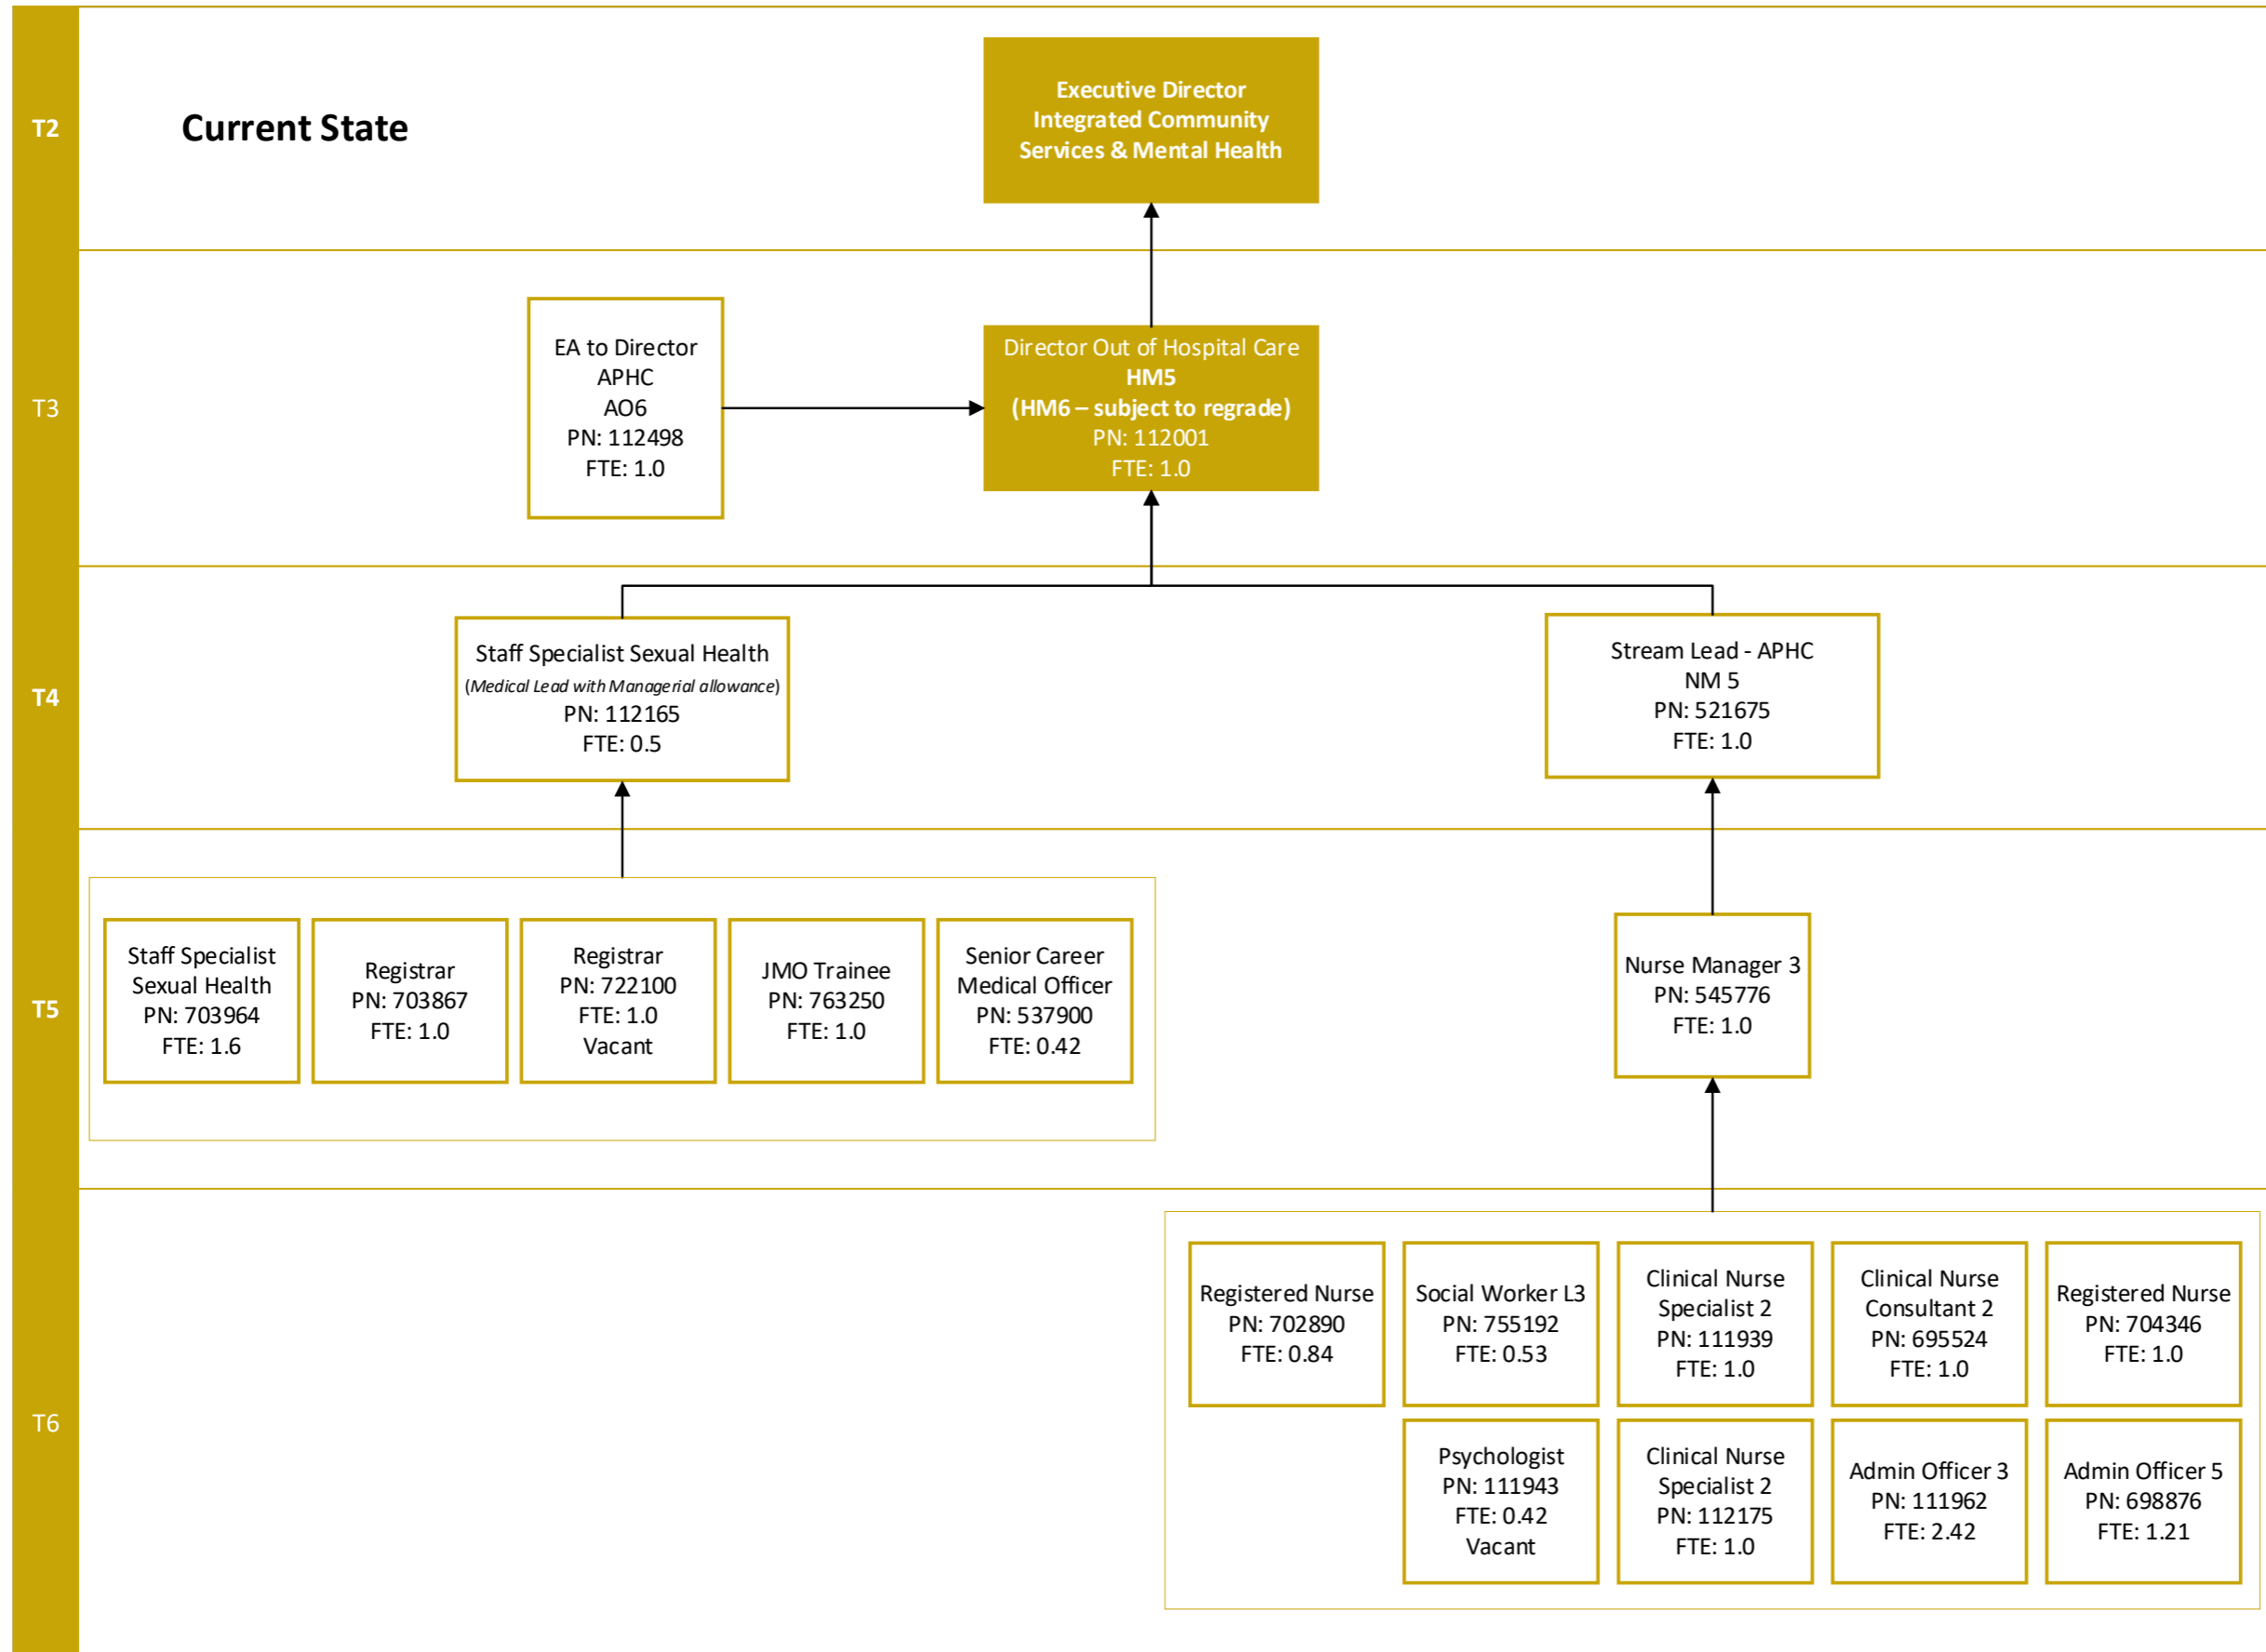 T2
Current State
Executive Director
Integrated Community
Services & Mental Health
T3
EA to Director
APHC
AO6
PN: 112498
FTE: 1.0
Director Out of Hospital Care
HM5
(HM6 – subject to regrade)
PN: 112001
FTE: 1.0
T4
Staff Specialist Sexual Health
(Medical Lead with Managerial allowance)
PN: 112165
FTE: 0.5
Stream Lead - APHC
NM 5
PN: 521675
FTE: 1.0
T5
Staff Specialist
Sexual Health
PN: 703964
FTE: 1.6
Registrar
PN: 703867
FTE: 1.0
Registrar
PN: 722100
FTE: 1.0
Vacant
JMO Trainee
PN: 763250
FTE: 1.0
Senior Career
Medical Officer
PN: 537900
FTE: 0.42
Nurse Manager 3
PN: 545776
FTE: 1.0
T6
Registered Nurse
PN: 702890
FTE: 0.84
Social Worker L3
PN: 755192
FTE: 0.53
Clinical Nurse
Specialist 2
PN: 111939
FTE: 1.0
Clinical Nurse
Consultant 2
PN: 695524
FTE: 1.0
Registered Nurse
PN: 704346
FTE: 1.0
Psychologist
PN: 111943
FTE: 0.42
Vacant
Clinical Nurse
Specialist 2
PN: 112175
FTE: 1.0
Admin Officer 3
PN: 111962
FTE: 2.42
Admin Officer 5
PN: 698876
FTE: 1.21